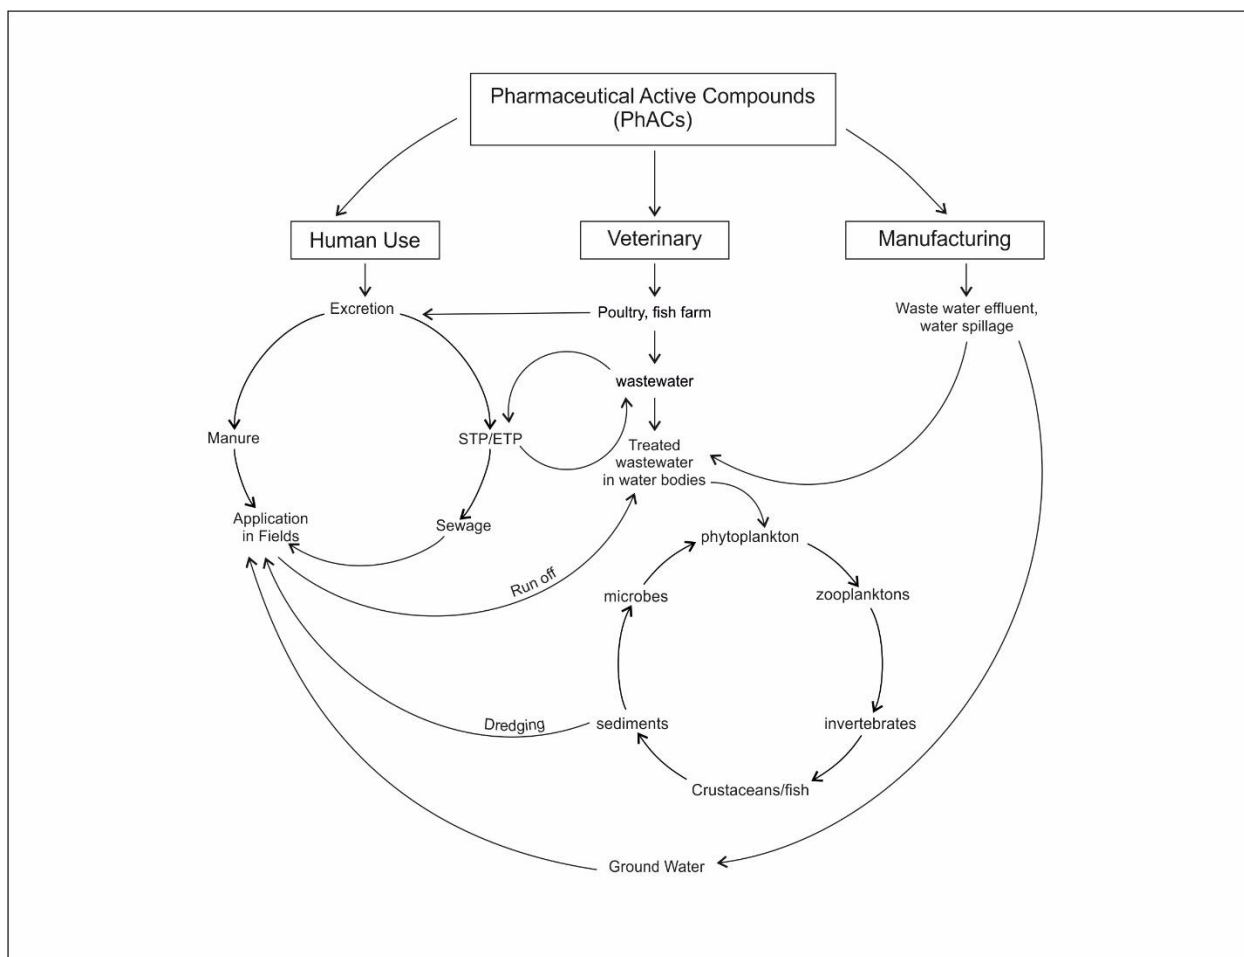 Pharmaceutical Active Compounds
(PhACs)
Human Use
Veterinary
Manufacturing
Excretion
Poultry, fish farm
Waste water effluent,
water spillage
wastewater
Manure
STP/ETP
Treated
wastewater
in water bodies
Application
in Fields
Sewage
phytoplankton
Run off
microbes
zooplanktons
Dredging
sediments
invertebrates
Crustaceans/fish
Ground Water